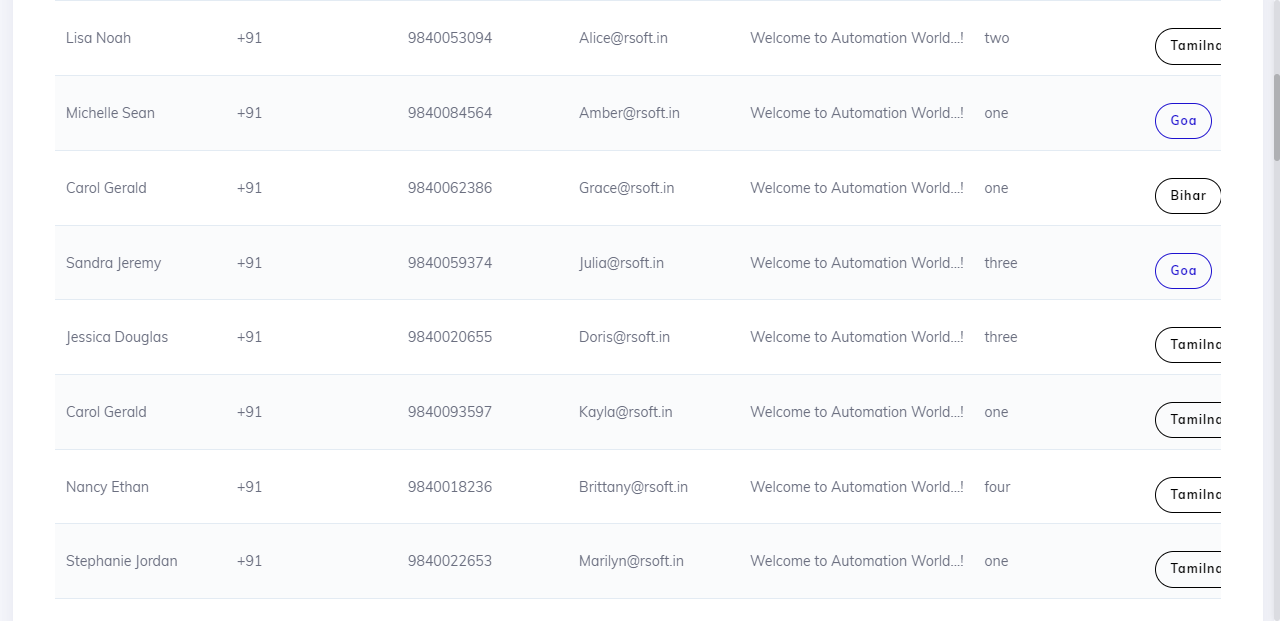 Lisa Noah +91 9840053094 Alice@rsoft.in Welcome to Automation World...! two
Michelle Sean +91 9840084564 Amber@rsoft.in Welcome to Automation World...! one Goa
Carol Gerald +91 9840062386 Grace@rsoft.in Welcome to Automation World...! one Bihar
Sandra Jeremy +91 9840059374 Julia@rsoft.in Welcome to Automation World...! three Goa
Jessica Douglas +91 9840020655 Doris@rsoft.in Welcome to Automation World...! three
Carol Gerald +91 9840093597 Kayla@rsoft.in Welcome to Automation World...! one
Nancy Ethan +91 9840018236 Brittany@rsoft.in Welcome to Automation World...! four
Stephanie Jordan +91 9840022653 Marilyn@rsoft.in Welcome to Automation World...! one